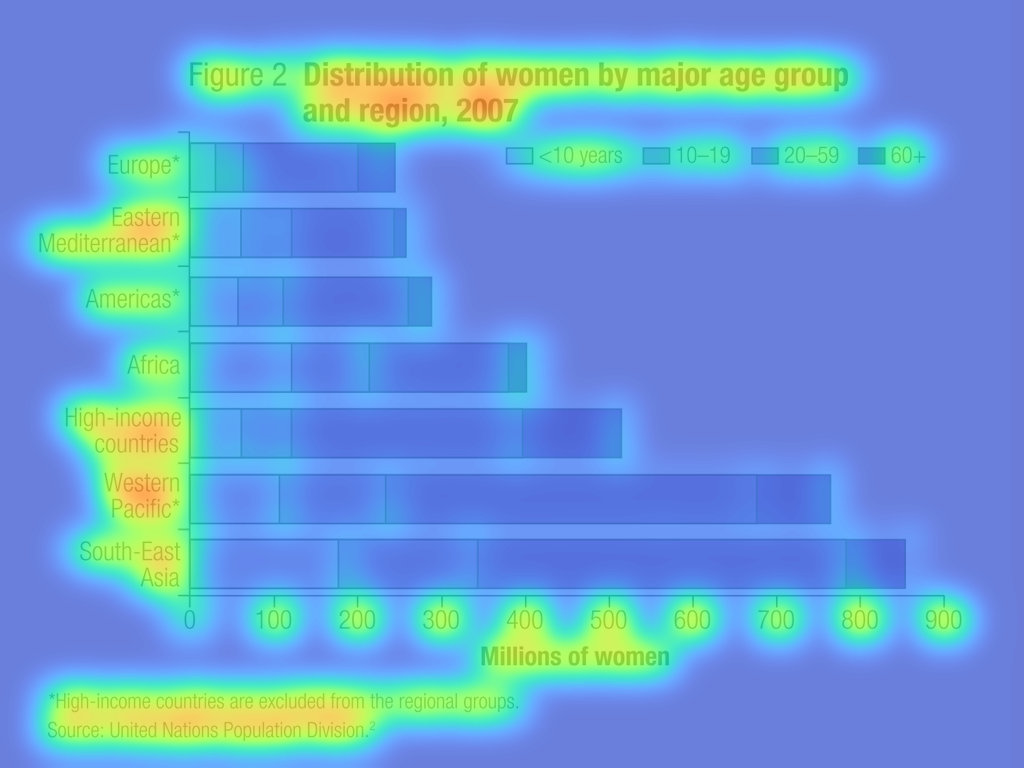 Figure 2 Distribution of women by major age group
and region, 2007
<10 years 10–19 20–59 60+
Europe*
Eastern
Mediterranean*
Americas*
Africa
High-income
countries
Western
Pacific*
South-East
Asia
0 100 200 300 400 500 600 700 800 900
Millions of women
*High-income countries are excluded from the regional groups.
Source: United Nations Population Division.²